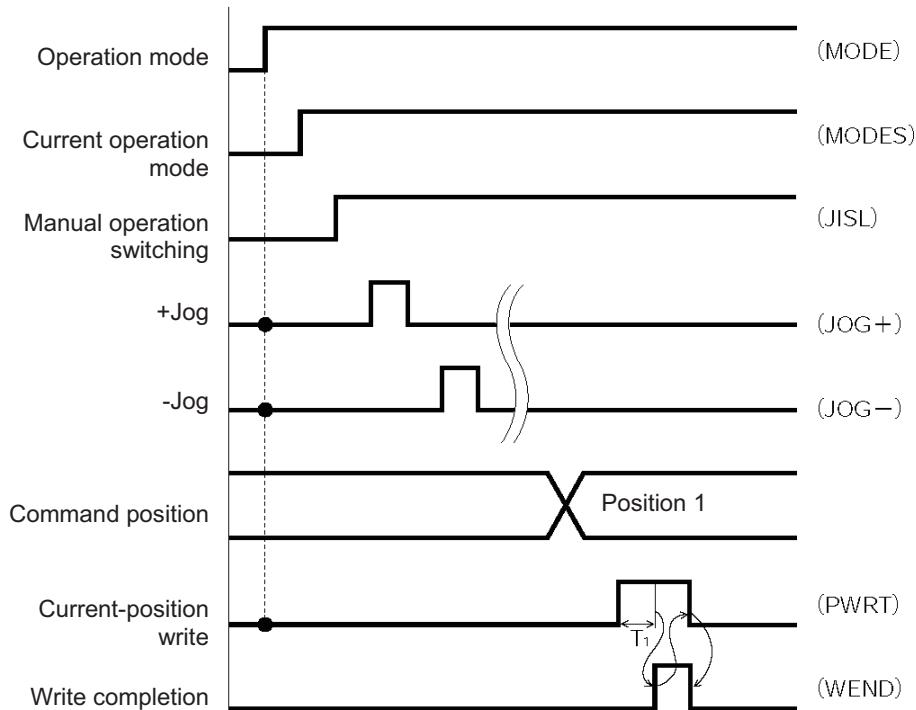 Operation mode
(MODE)
Current operation
mode
(MODES)
Manual operation
switching
(JISL)
+Jog
(JOG+)
-Jog
(JOG−)
Command position
Position 1
Current-position
write
(PWRT)
T1
Write completion
(WEND)